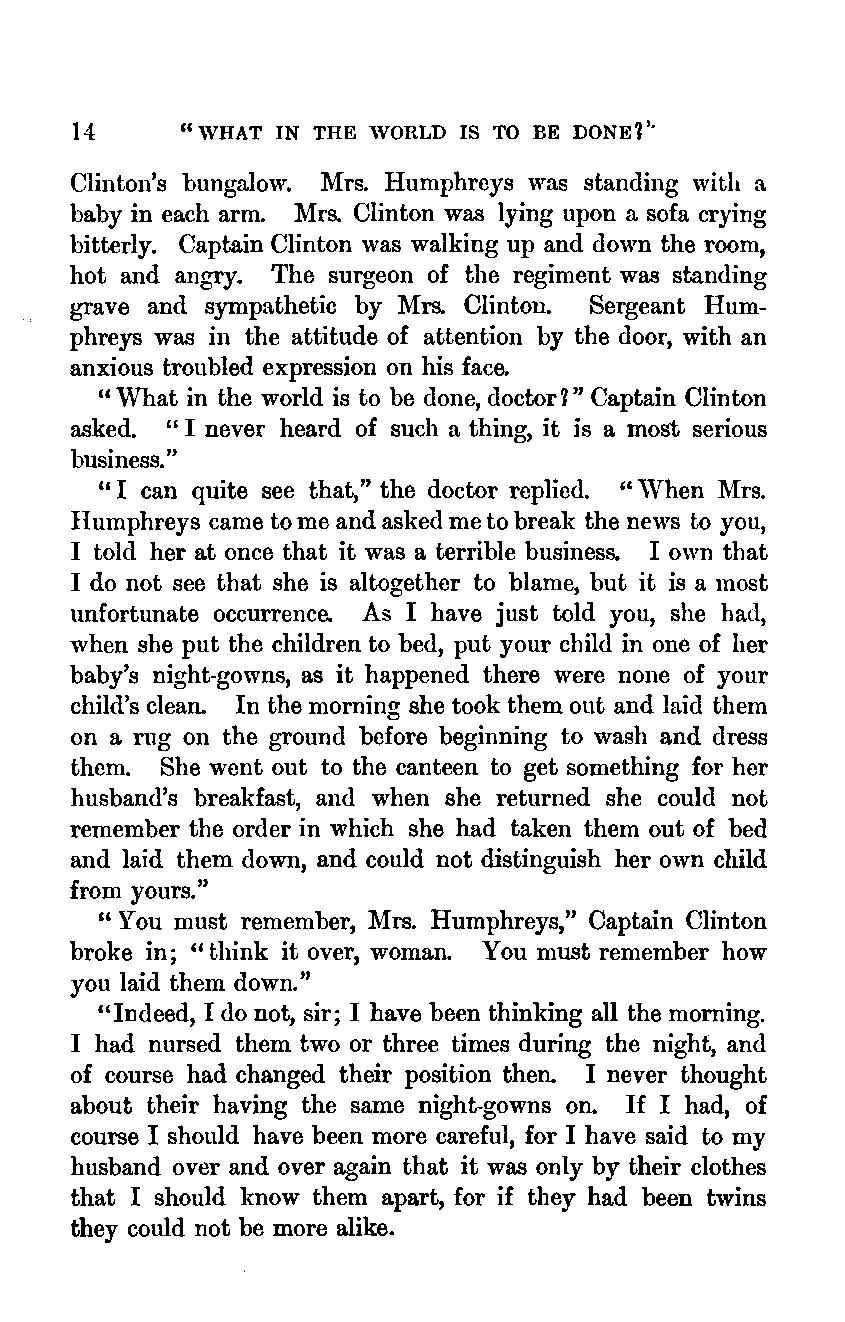 14 "WHAT IN THE WORLD IS TO BE DONE?"
Clinton's bungalow. Mrs. Humphreys was standing with a
baby in each arm. Mrs. Clinton was lying upon a sofa crying
bitterly. Captain Clinton was walking up and down the room,
hot and angry. The surgeon of the regiment was standing
grave and sympathetic by Mrs. Clinton. Sergeant Hum-
phreys was in the attitude of attention by the door, with an
anxious troubled expression on his face.
"What in the world is to be done, doctor?" Captain Clinton
asked. "I never heard of such a thing, it is a most serious
business."
"I can quite see that," the doctor replied. "When Mrs.
Humphreys came to me and asked me to break the news to you,
I told her at once that it was a terrible business. I own that
I do not see that she is altogether to blame, but it is a most
unfortunate occurrence. As I have just told you, she had,
when she put the children to bed, put your child in one of her
baby's night-gowns, as it happened there were none of your
child's clean. In the morning she took them out and laid them
on a rug on the ground before beginning to wash and dress
them. She went out to the canteen to get something for her
husband's breakfast, and when she returned she could not
remember the order in which she had taken them out of bed
and laid them down, and could not distinguish her own child
from yours."
"You must remember, Mrs. Humphreys," Captain Clinton
broke in; "think it over, woman. You must remember how
you laid them down."
"Indeed, I do not, sir; I have been thinking all the morning.
I had nursed them two or three times during the night, and
of course had changed their position then. I never thought
about their having the same night-gowns on. If I had, of
course I should have been more careful, for I have said to my
husband over and over again that it was only by their clothes
that I should know them apart, for if they had been twins
they could not be more alike.